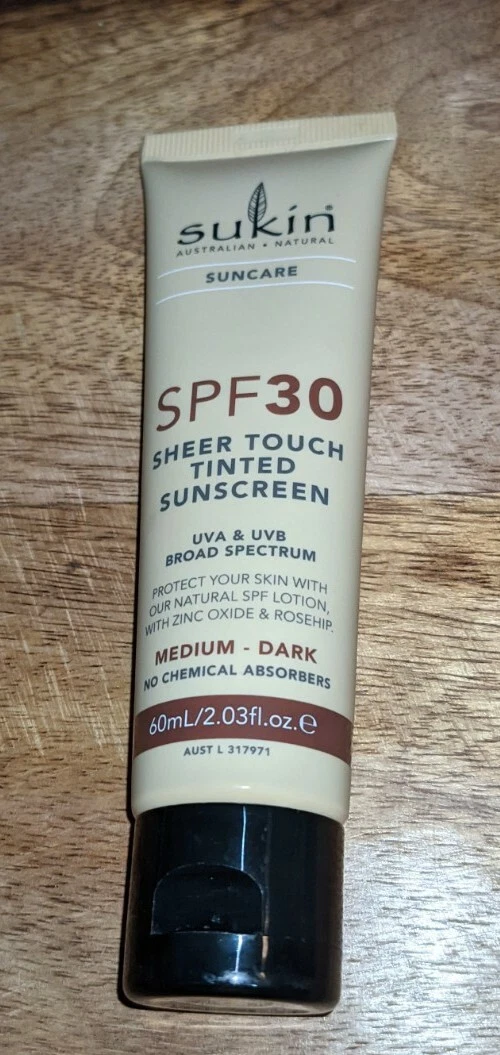 sukin®
AUSTRALIAN • NATURAL
SUNCARE
SPF30
SHEER TOUCH
TINTED
SUNSCREEN
UVA & UVB
BROAD SPECTRUM
PROTECT YOUR SKIN WITH
OUR NATURAL SPF LOTION,
WITH ZINC OXIDE & ROSEHIP.
MEDIUM - DARK
NO CHEMICAL ABSORBERS
60mL/2.03fl.oz.℮
AUST L 317971